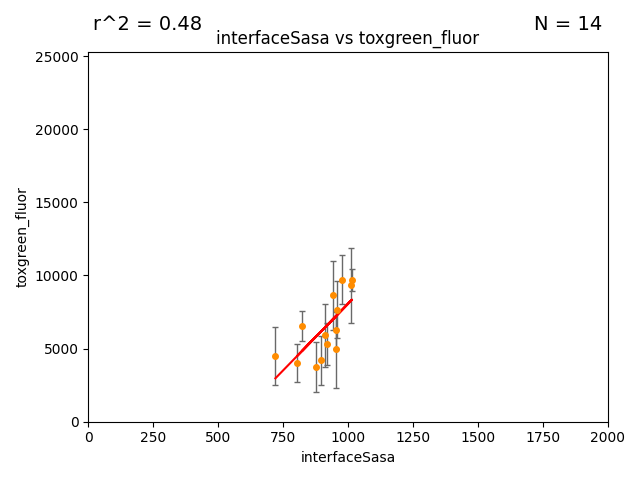 r^2 = 0.48
N = 14
interfaceSasa vs toxgreen_fluor
25000
20000
15000
10000
5000
0
toxgreen_fluor
0 250 500 750 1000 1250 1500 1750 2000
interfaceSasa